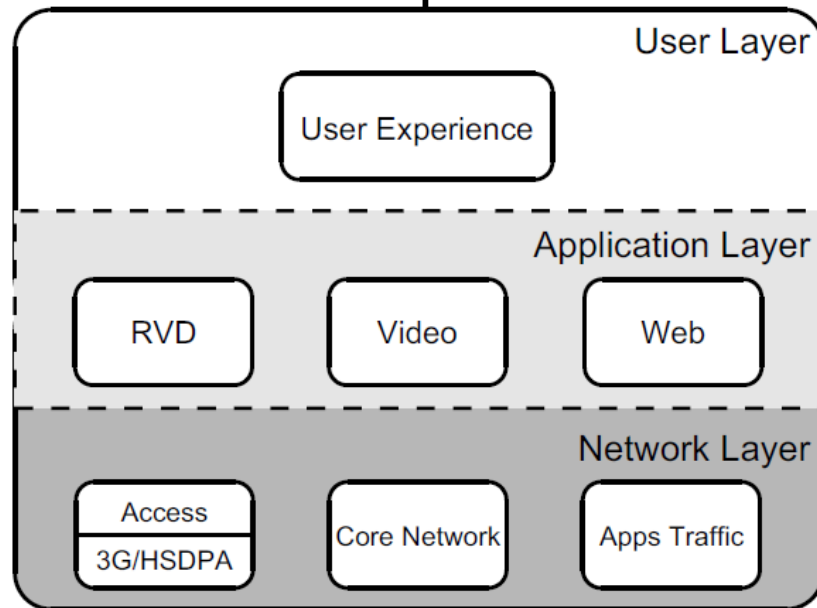 User Layer
User Experience
Application Layer
RVD
Video
Web
Network Layer
Access
3G/HSDPA
Core Network
Apps Traffic